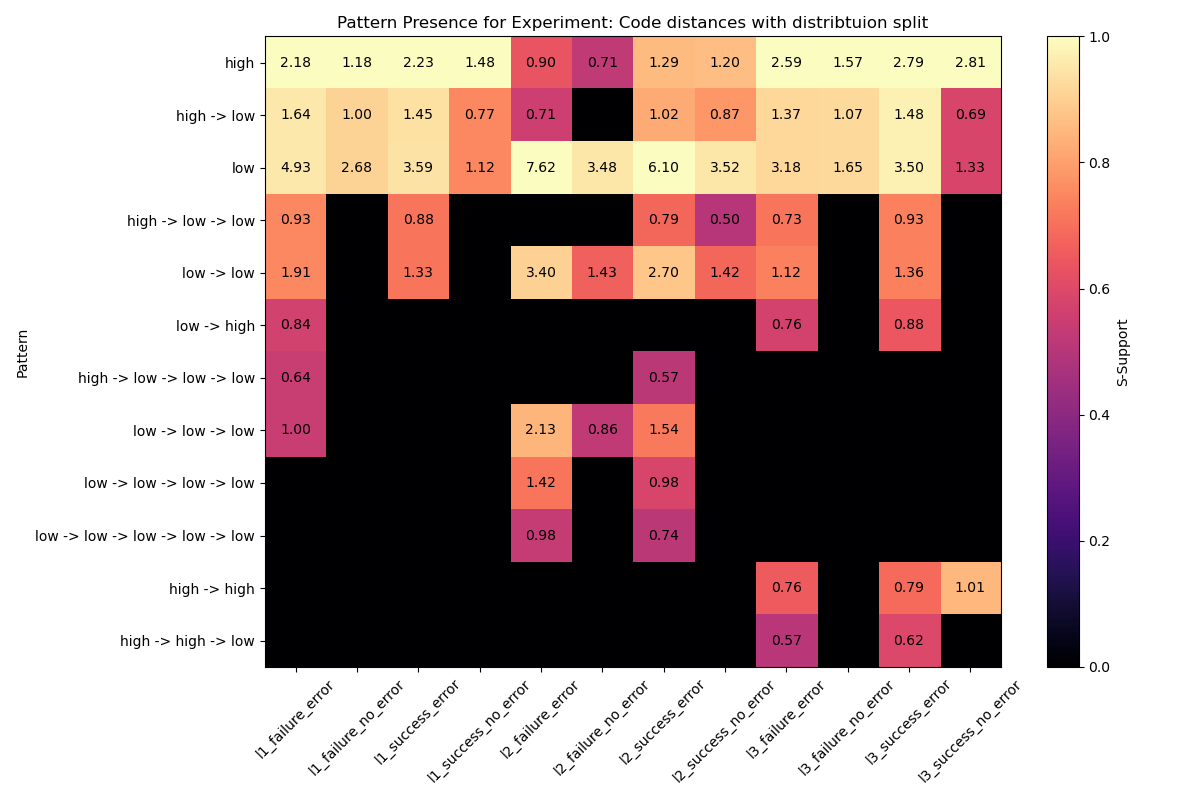 Pattern Presence for Experiment: Code distances with distribtuion split
high 2.18 1.18 2.23 1.48 0.90 0.71 1.29 1.20 2.59 1.57 2.79 2.81
high -> low 1.64 1.00 1.45 0.77 0.71 1.02 0.87 1.37 1.07 1.48 0.69
low 4.93 2.68 3.59 1.12 7.62 3.48 6.10 3.52 3.18 1.65 3.50 1.33
high -> low -> low 0.93 0.88 0.79 0.50 0.73 0.93
low -> low 1.91 1.33 3.40 1.43 2.70 1.42 1.12 1.36
low -> high 0.84 0.76 0.88
high -> low -> low -> low 0.64 0.57
low -> low -> low 1.00 2.13 0.86 1.54
low -> low -> low -> low 1.42 0.98
low -> low -> low -> low -> low 0.98 0.74
high -> high 0.76 0.79 1.01
high -> high -> low 0.57 0.62
Pattern
l1_failure_error
l1_failure_no_error
l1_success_error
l1_success_no_error
l2_failure_error
l2_failure_no_error
l2_success_error
l2_success_no_error
l3_failure_error
l3_failure_no_error
l3_success_error
l3_success_no_error
1.0
0.8
0.6
0.4
0.2
0.0
S-Support